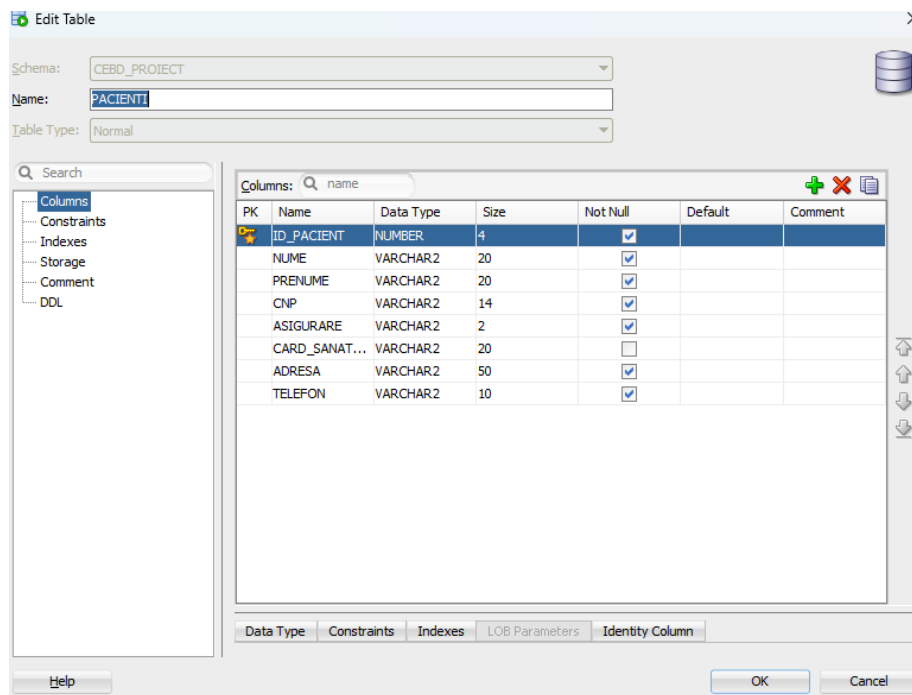 Edit Table
Schema: CEBD_PROIECT
Name: PACIENTI
Table Type: Normal
Search
Columns
Constraints
Indexes
Storage
Comment
DDL
Columns: name
PK Name Data Type Size Not Null Default Comment
ID_PACIENT NUMBER 4
NUME VARCHAR2 20
PRENUME VARCHAR2 20
CNP VARCHAR2 14
ASIGURARE VARCHAR2 2
CARD_SANAT... VARCHAR2 20
ADRESA VARCHAR2 50
TELEFON VARCHAR2 10
Data Type Constraints Indexes LOB Parameters Identity Column
Help OK Cancel